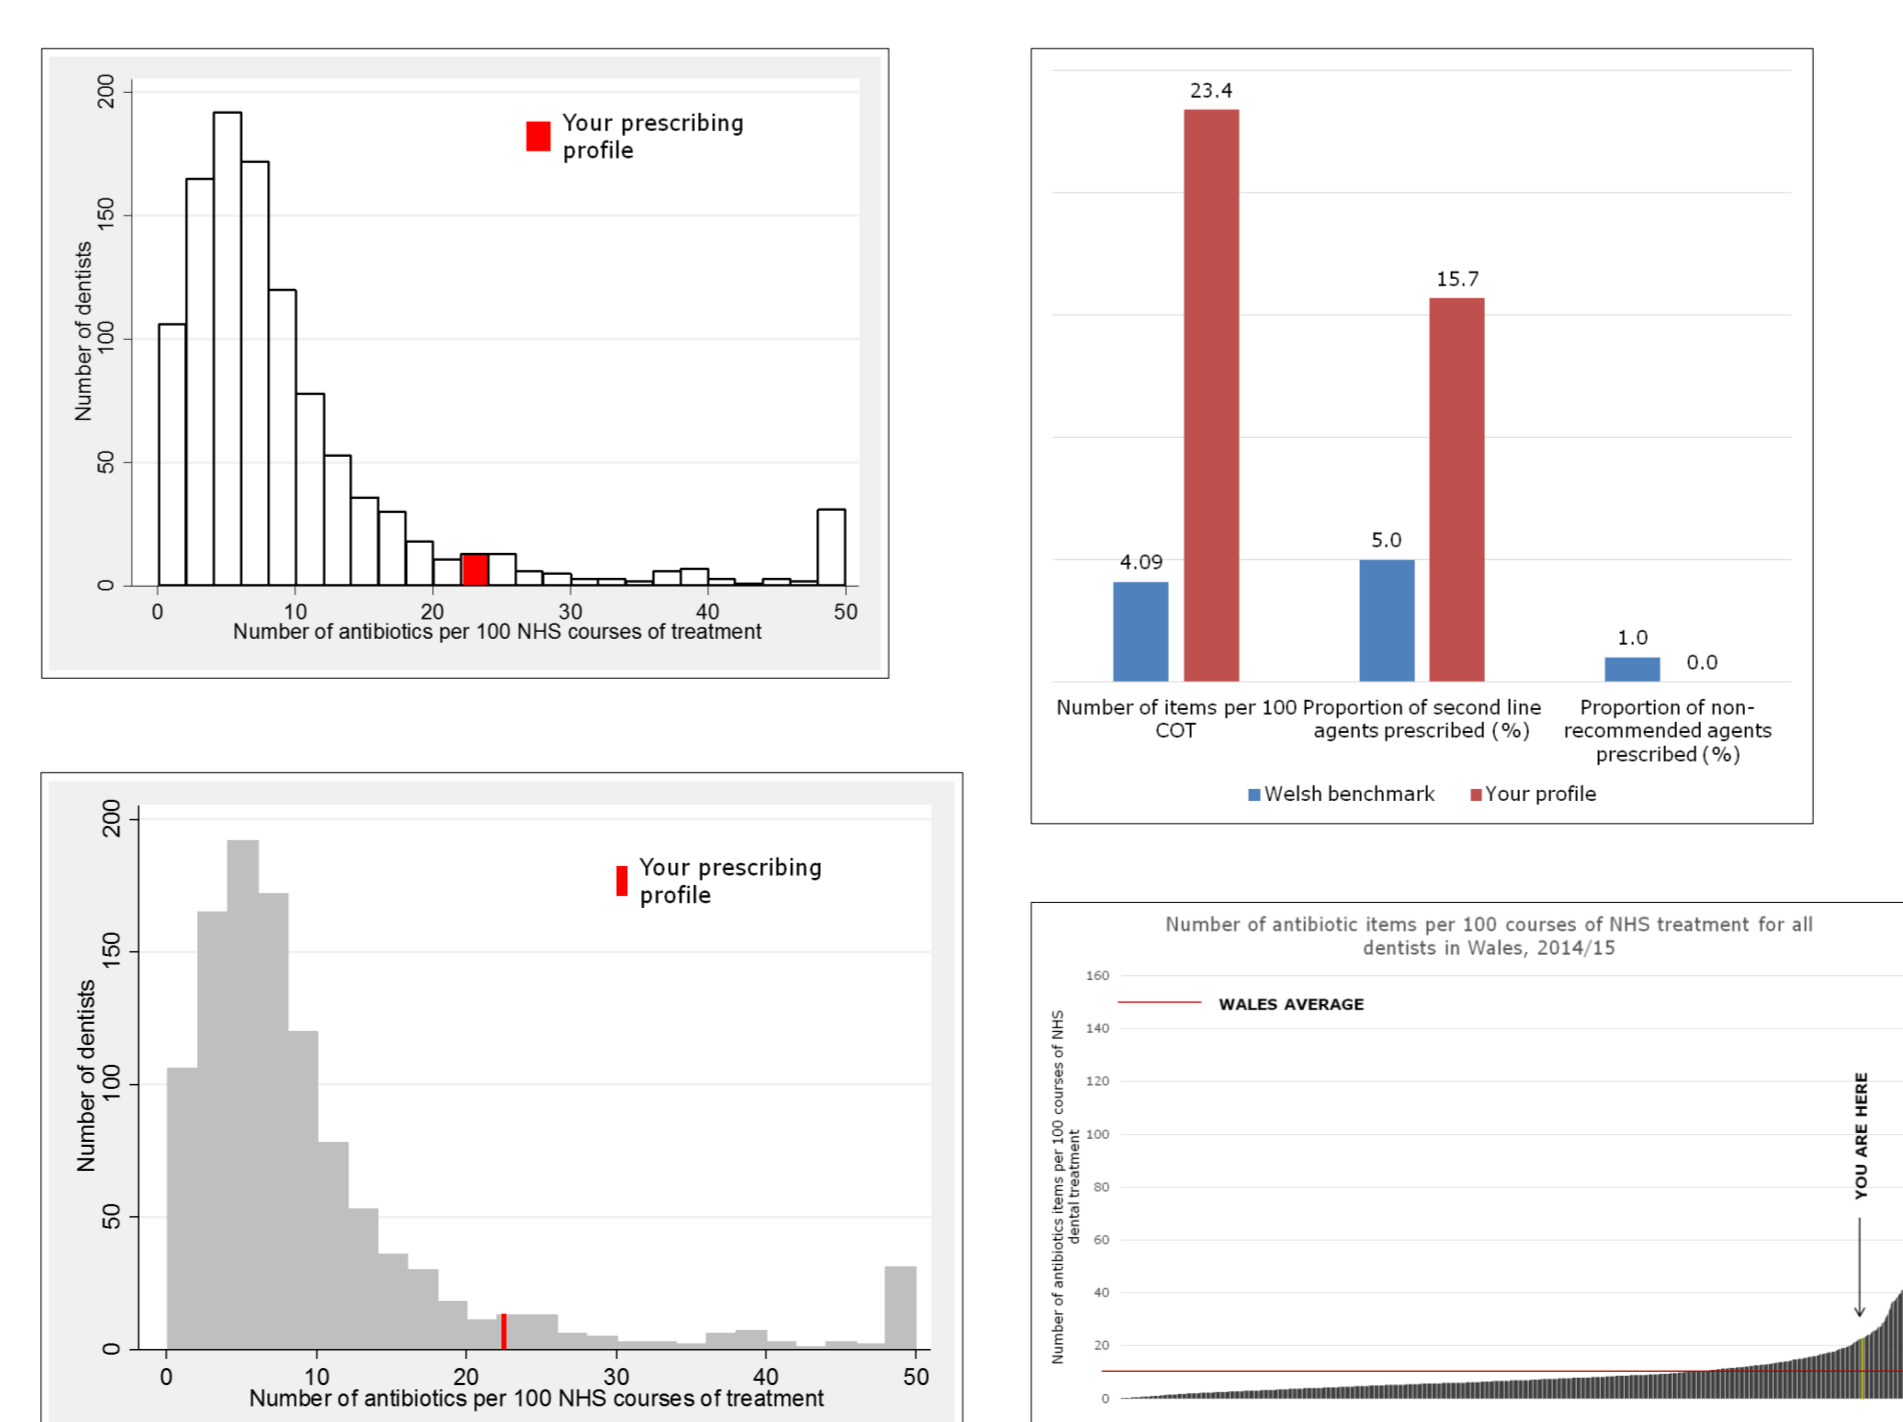 200
150
100
50
0
Number of dentists
Your prescribing
profile
0 10 20 30 40 50
Number of antibiotics per 100 NHS courses of treatment
23.4
15.7
4.09
5.0
1.0
0.0
Number of items per 100
COT
Proportion of second line
agents prescribed (%)
Proportion of non-
recommended agents
prescribed (%)
Welsh benchmark
Your profile
200
150
100
50
0
Number of dentists
Your prescribing
profile
0 10 20 30 40 50
Number of antibiotics per 100 NHS courses of treatment
Number of antibiotic items per 100 courses of NHS treatment for all
dentists in Wales, 2014/15
Number of antibiotics items per 100 courses of NHS
dental treatment
160
140
120
100
80
60
40
20
0
WALES AVERAGE
YOU ARE HERE